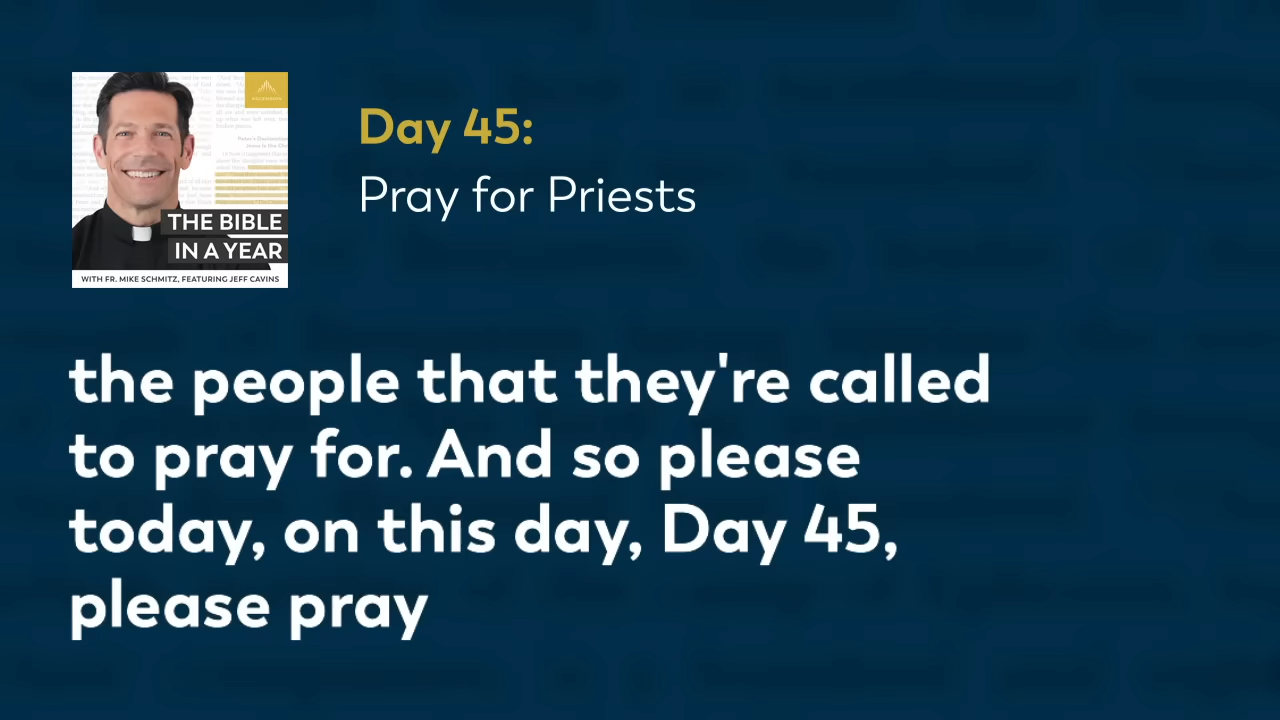 THE BIBLE
IN A YEAR
WITH FR. MIKE SCHMITZ, FEATURING JEFF CAVINS
Day 45:
Pray for Priests
the people that they're called
to pray for. And so please
today, on this day, Day 45,
please pray